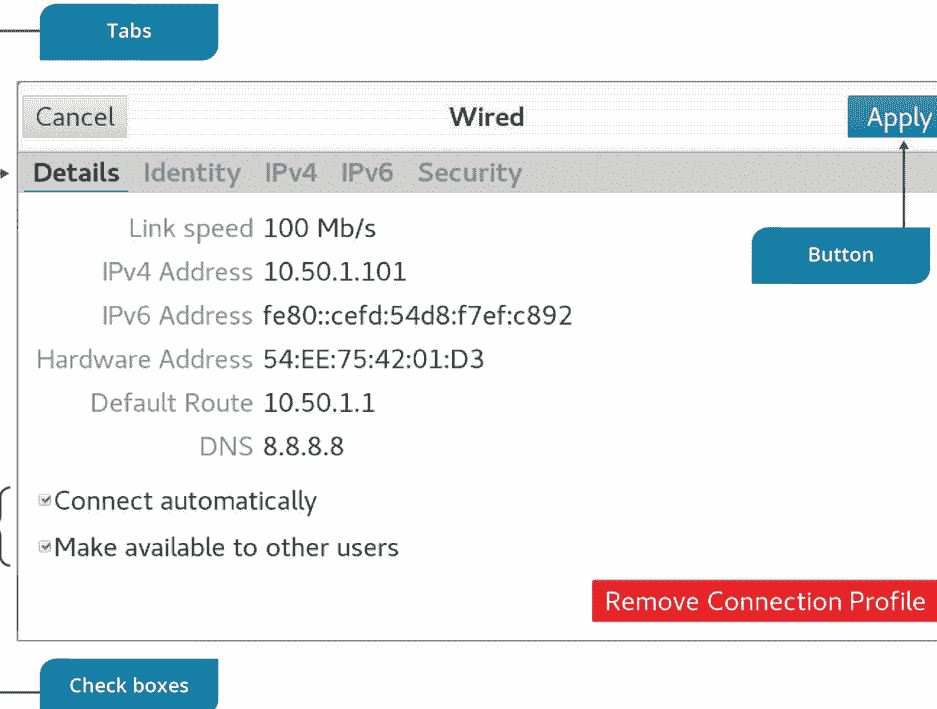 Tabs
Cancel Wired Apply
Details Identity IPv4 IPv6 Security
Link speed 100 Mb/s
IPv4 Address 10.50.1.101
Button
IPv6 Address fe80::cefd:54d8:f7ef:c892
Hardware Address 54:EE:75:42:01:D3
Default Route 10.50.1.1
DNS 8.8.8.8
Connect automatically
Make available to other users
Remove Connection Profile
Check boxes